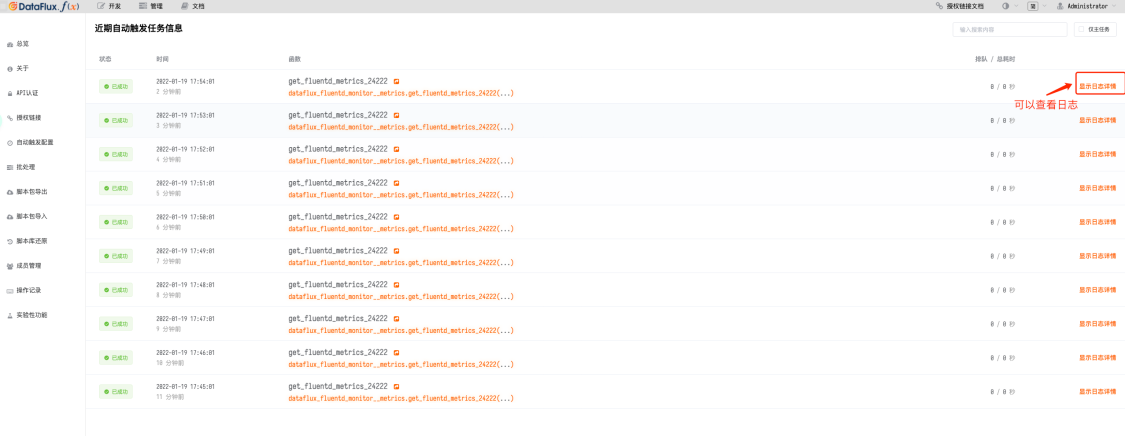 DataFlux.f(x) 开发 管理 文档 授权链接文档 简 Administrator
近期自动触发任务信息 输入搜索内容 仅主任务
总览
关于
API认证
授权链接
自动触发配置
批处理
脚本包导出
脚本包导入
脚本库还原
成员管理
操作记录
实验性功能
状态 时间 函数 排队 / 总耗时
已成功 2022-01-19 17:54:01 get_fluentd_metrics_24222 0 / 0 秒 显示日志详情
2 分钟前 dataflux_fluentd_monitor__metrics.get_fluentd_metrics_24222(...)
可以查看日志
已成功 2022-01-19 17:53:01 get_fluentd_metrics_24222 0 / 0 秒 显示日志详情
3 分钟前 dataflux_fluentd_monitor__metrics.get_fluentd_metrics_24222(...)
已成功 2022-01-19 17:52:01 get_fluentd_metrics_24222 0 / 0 秒 显示日志详情
4 分钟前 dataflux_fluentd_monitor__metrics.get_fluentd_metrics_24222(...)
已成功 2022-01-19 17:51:01 get_fluentd_metrics_24222 0 / 0 秒 显示日志详情
5 分钟前 dataflux_fluentd_monitor__metrics.get_fluentd_metrics_24222(...)
已成功 2022-01-19 17:50:01 get_fluentd_metrics_24222 0 / 0 秒 显示日志详情
6 分钟前 dataflux_fluentd_monitor__metrics.get_fluentd_metrics_24222(...)
已成功 2022-01-19 17:49:01 get_fluentd_metrics_24222 0 / 0 秒 显示日志详情
7 分钟前 dataflux_fluentd_monitor__metrics.get_fluentd_metrics_24222(...)
已成功 2022-01-19 17:48:01 get_fluentd_metrics_24222 0 / 0 秒 显示日志详情
8 分钟前 dataflux_fluentd_monitor__metrics.get_fluentd_metrics_24222(...)
已成功 2022-01-19 17:47:01 get_fluentd_metrics_24222 0 / 0 秒 显示日志详情
9 分钟前 dataflux_fluentd_monitor__metrics.get_fluentd_metrics_24222(...)
已成功 2022-01-19 17:46:01 get_fluentd_metrics_24222 0 / 0 秒 显示日志详情
10 分钟前 dataflux_fluentd_monitor__metrics.get_fluentd_metrics_24222(...)
已成功 2022-01-19 17:45:01 get_fluentd_metrics_24222 0 / 0 秒 显示日志详情
11 分钟前 dataflux_fluentd_monitor__metrics.get_fluentd_metrics_24222(...)